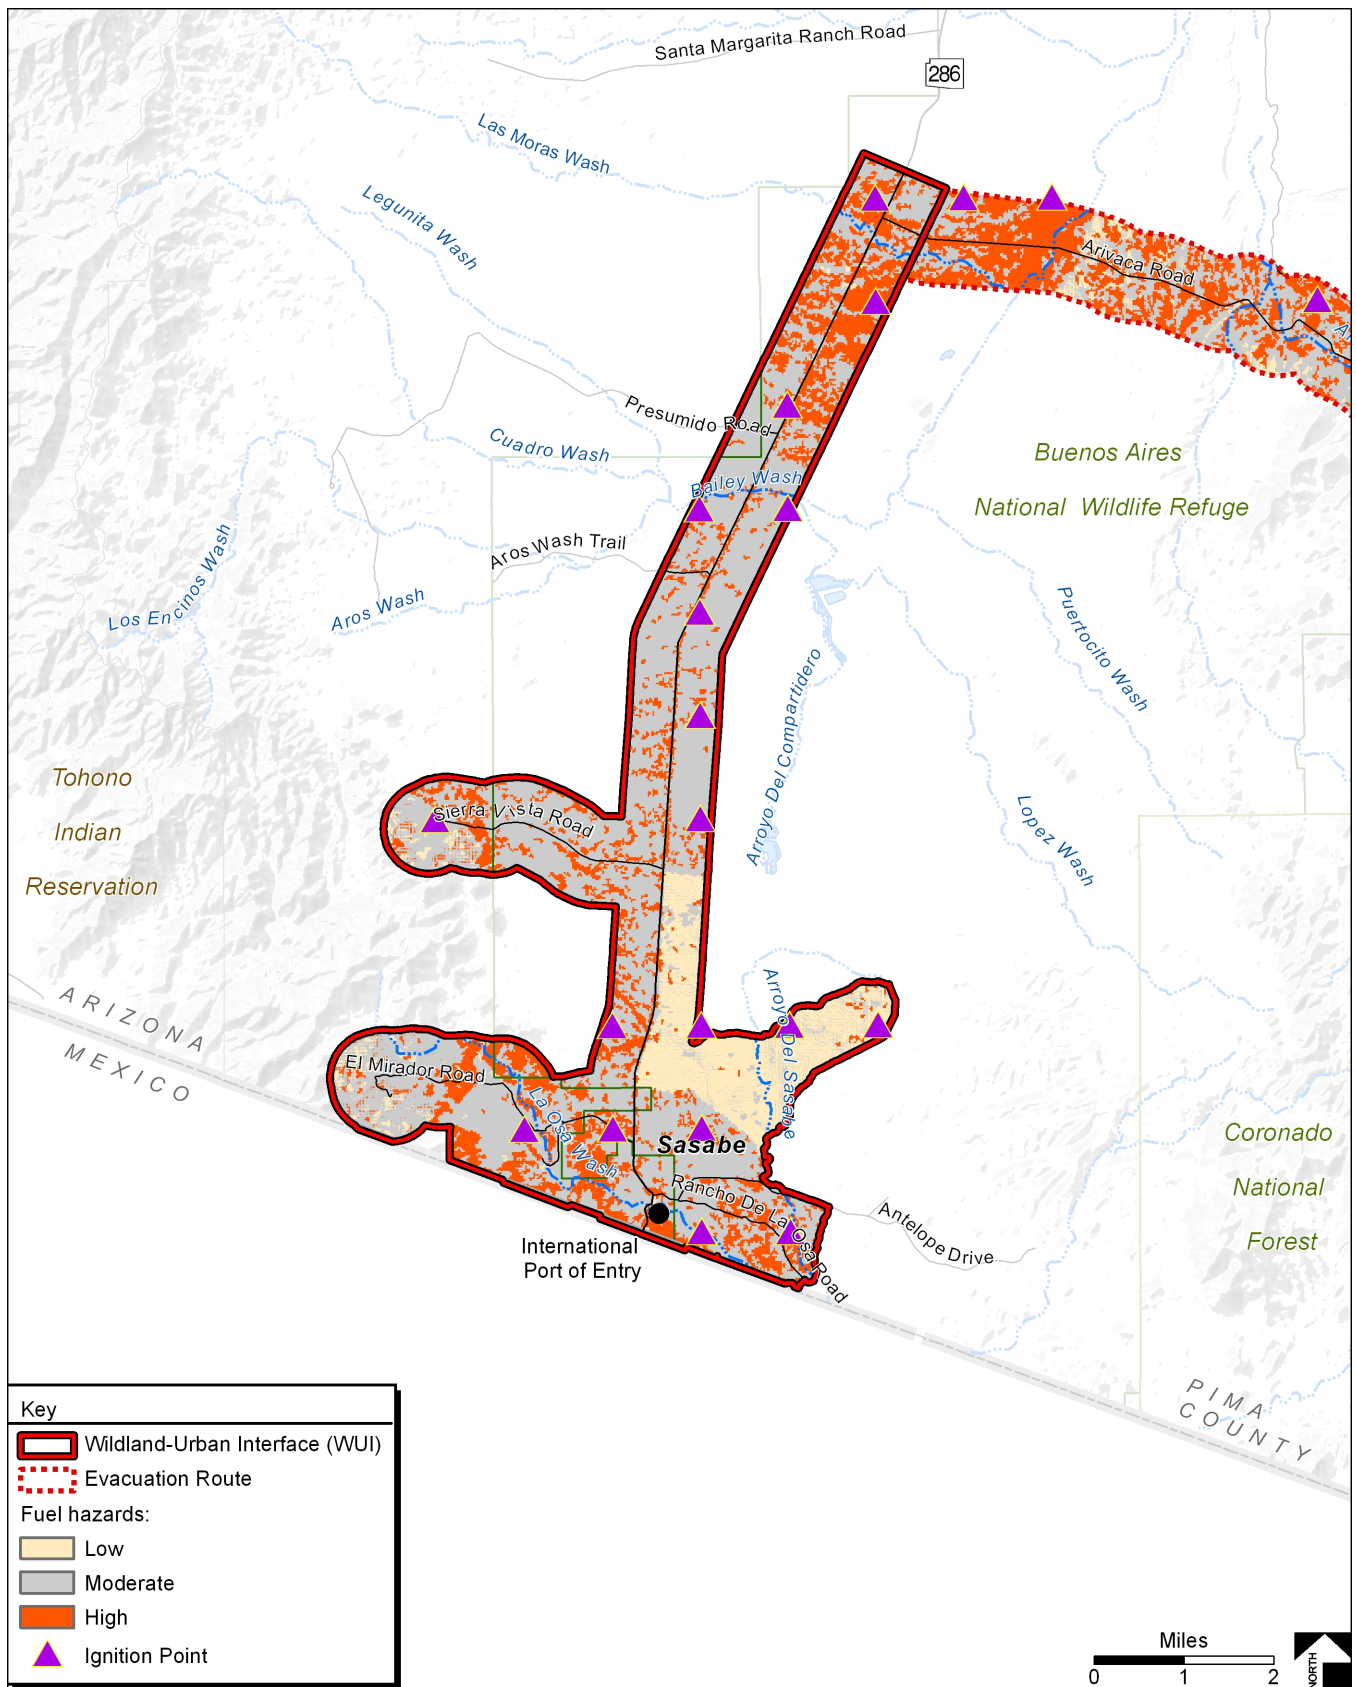 Santa Margarita Ranch Road
286
Las Moras Wash
Legunita Wash
Arivaca Road
Presumido Road
Cuadro Wash
Bailey Wash
Buenos Aires
National Wildlife Refuge
Aros Wash Trail
Los Encinos Wash
Aros Wash
Puertocito Wash
Arroyo Del Compartidero
Tohono
Indian
Reservation
Sierra Vista Road
Lopez Wash
ARIZONA
MEXICO
Arroyo Del Sasabe
El Mirador Road
La Osa Wash
Sasabe
Coronado
National
Forest
Rancho De La Osa Road
Antelope Drive
International
Port of Entry
PIMA
COUNTY
Key
Wildland-Urban Interface (WUI)
Evacuation Route
Fuel hazards:
Low
Moderate
High
Ignition Point
Miles
0 1 2
NORTH